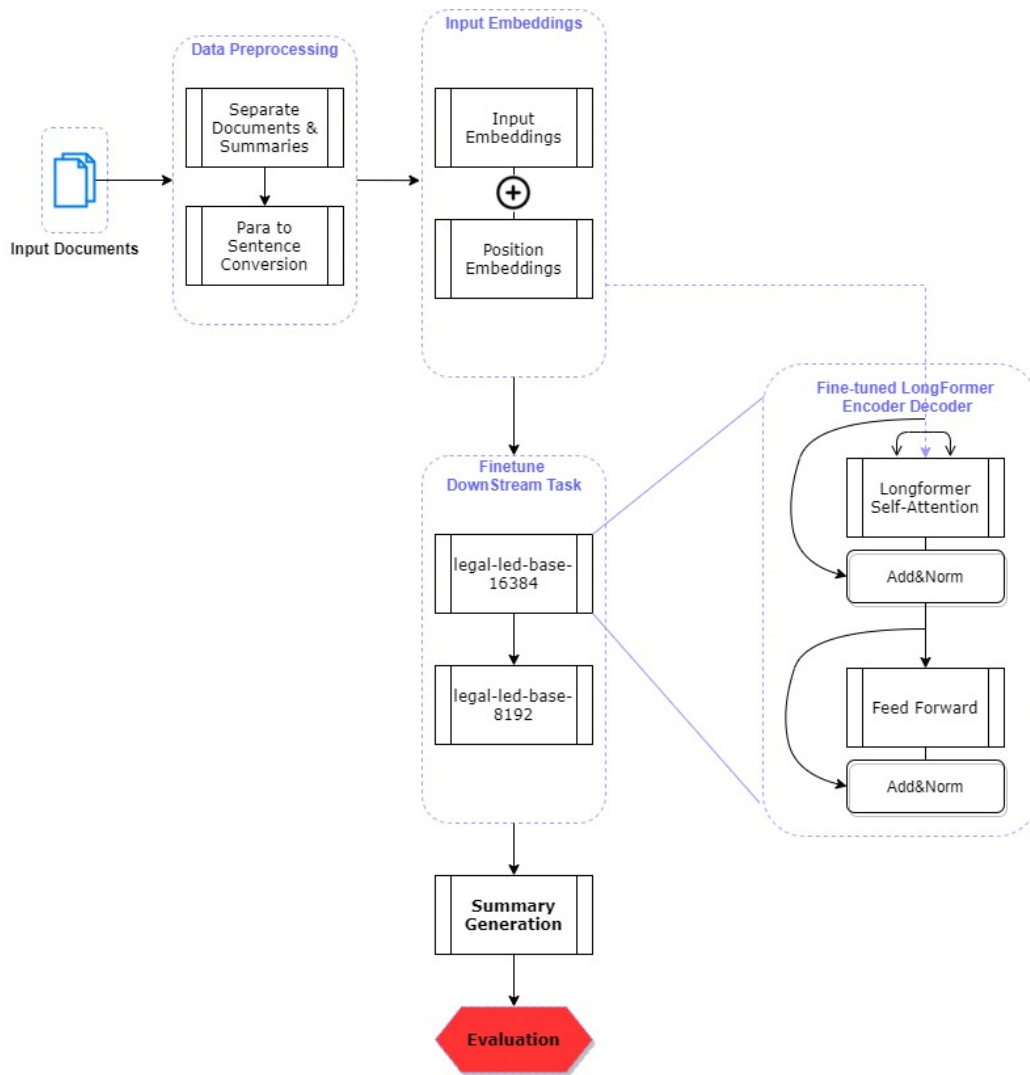 Input Documents
Data Preprocessing
Separate
Documents &
Summaries
Para to
Sentence
Conversion
Input Embeddings
Input
Embeddings
Position
Embeddings
Finetune
DownStream Task
legal-led-base-
16384
legal-led-base-
8192
Fine-tuned LongFormer
Encoder Decoder
Longformer
Self-Attention
Add&Norm
Feed Forward
Add&Norm
Summary
Generation
Evaluation